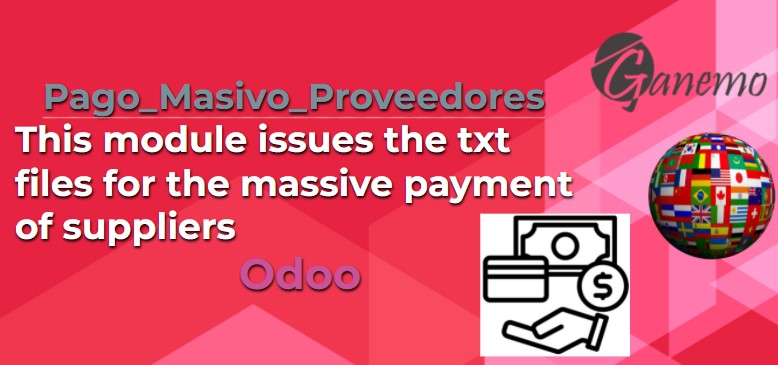 Ganemo
Pago_Masivo_Proveedores
This module issues the txt
files for the massive payment
of suppliers
Odoo
$